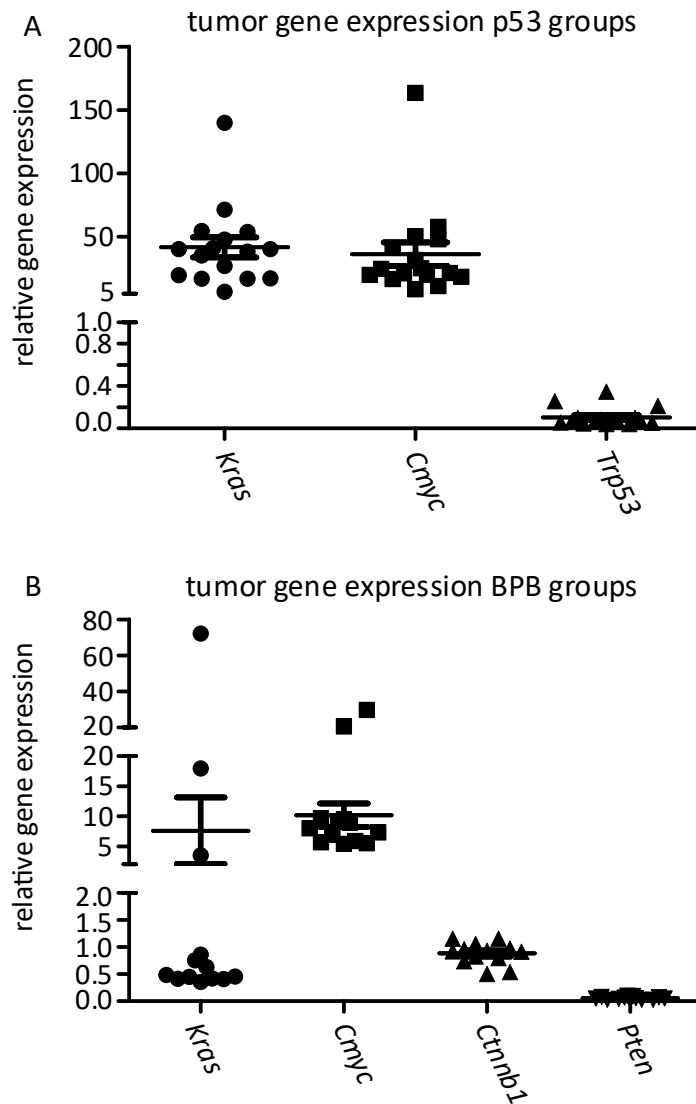 A
tumor gene expression p53 groups
relative gene expression
200
150
100
50
5
1.0
0.8
0.4
0.0
Kras
Cmyc
Trp53
B
tumor gene expression BPB groups
relative gene expression
80
60
40
20
20
15
10
5
2.0
1.5
1.0
0.5
0.0
Kras
Cmyc
Ctnnb1
Pten